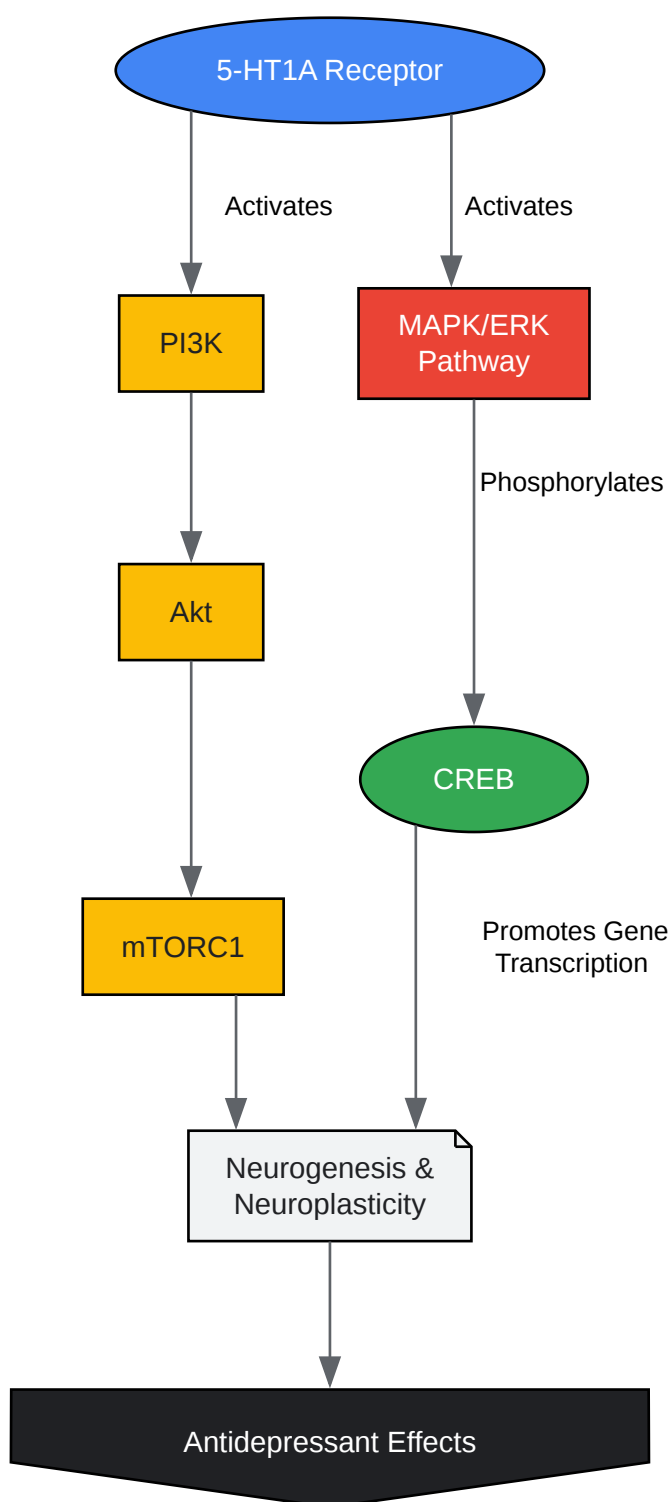 5-HT1A Receptor
Activates
Activates
PI3K
MAPK/ERK
Pathway
Phosphorylates
Akt
CREB
mTORC1
Promotes Gene
Transcription
Neurogenesis &
Neuroplasticity
Antidepressant Effects